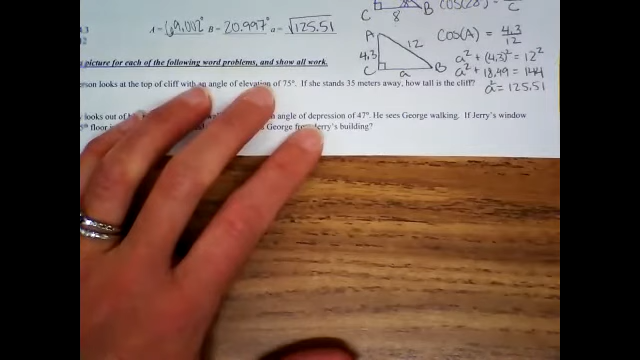 COS(28) =
C
C 8 B
4.3
12
A = 69.002° B = 20.997° a = √125.51
A
COS(A) = 4.3
12
12
4.3
a² + (4.3)² = 12²
C a B
a² + 18.49 = 144
a² = 125.51
picture for each of the following word problems, and show all work.
looks at the top of cliff with an angle of elevation of 75°. If she stands 35 meters away, how tall is the cliff?
looks out of angle of depression of 47°. He sees George walking. If Jerry's window
floor George from Jerry's building?